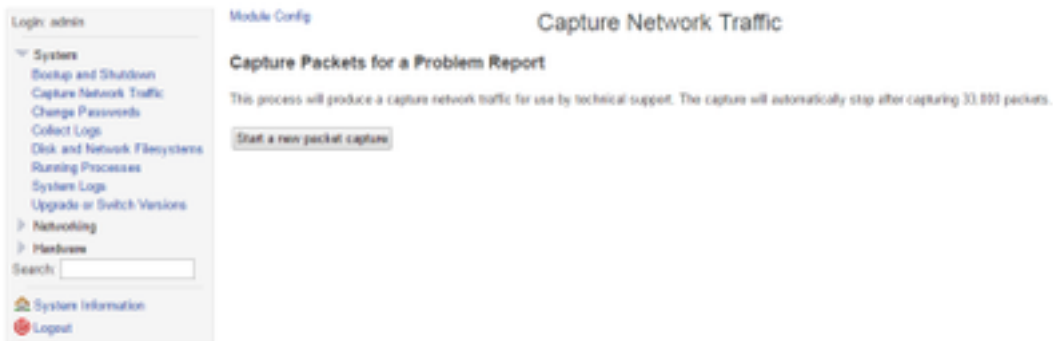 Login: admin
System
Bootup and Shutdown
Capture Network Traffic
Change Passwords
Collect Logs
Disk and Network Filesystems
Running Processes
System Logs
Upgrade or Switch Versions
Networking
Hardware
Search:
System Information
Logout
Module Config
Capture Network Traffic
Capture Packets for a Problem Report
This process will produce a capture network traffic for use by technical support. The capture will automatically stop after capturing packets.
Start a new packet capture